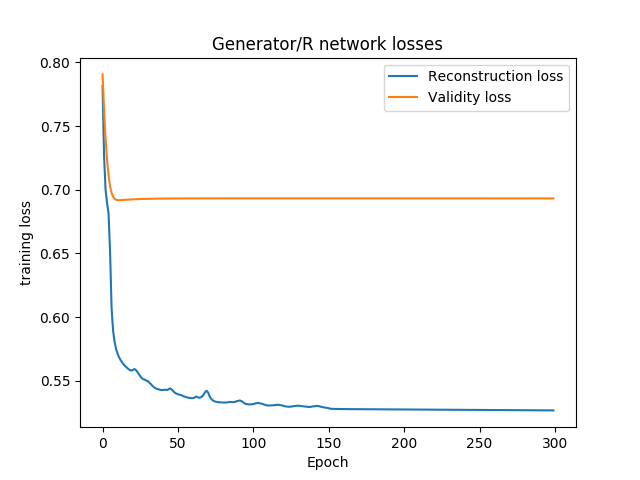 Generator/R network losses
Reconstruction loss
Validity loss
training loss
0.80
0.75
0.70
0.65
0.60
0.55
0
50
100
150
200
250
300
Epoch